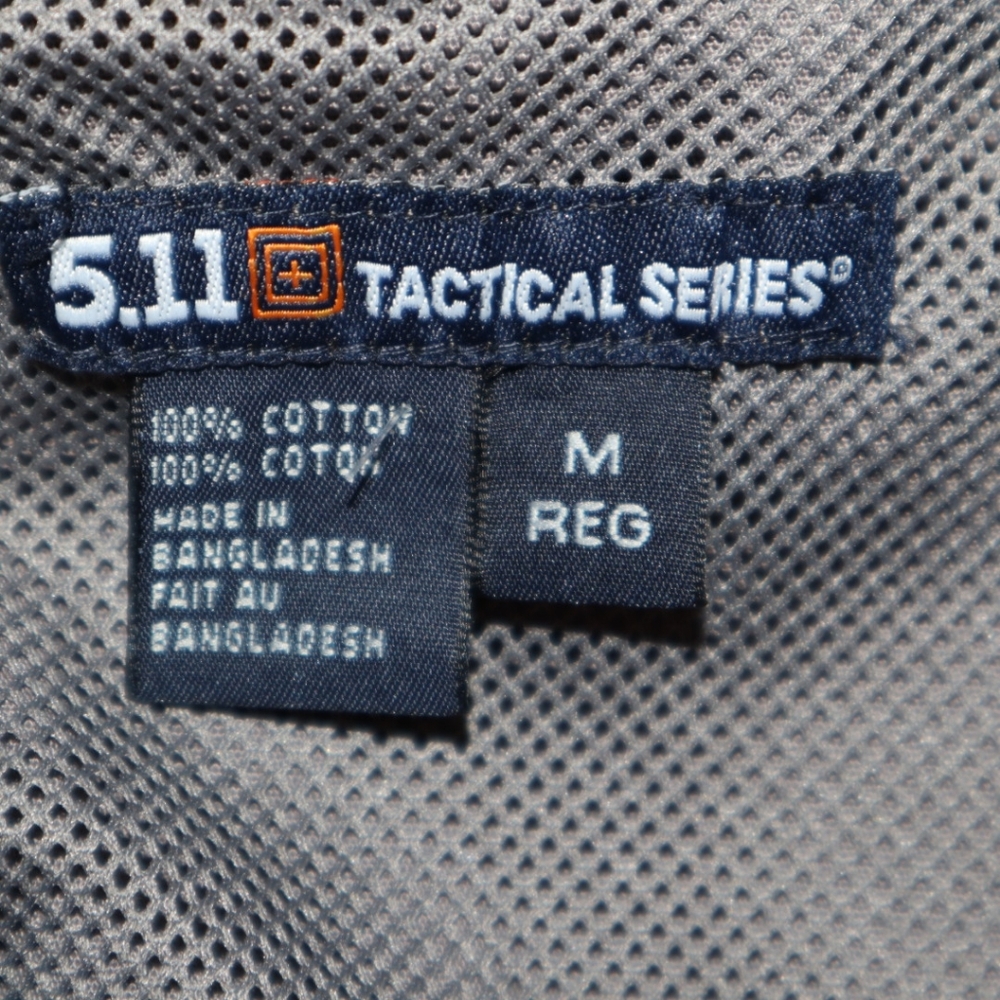 5.11 TACTICAL SERIES®
100% COTTON
100% COTON
MADE IN
BANGLADESH
FAIT AU
BANGLADESH
M
REG